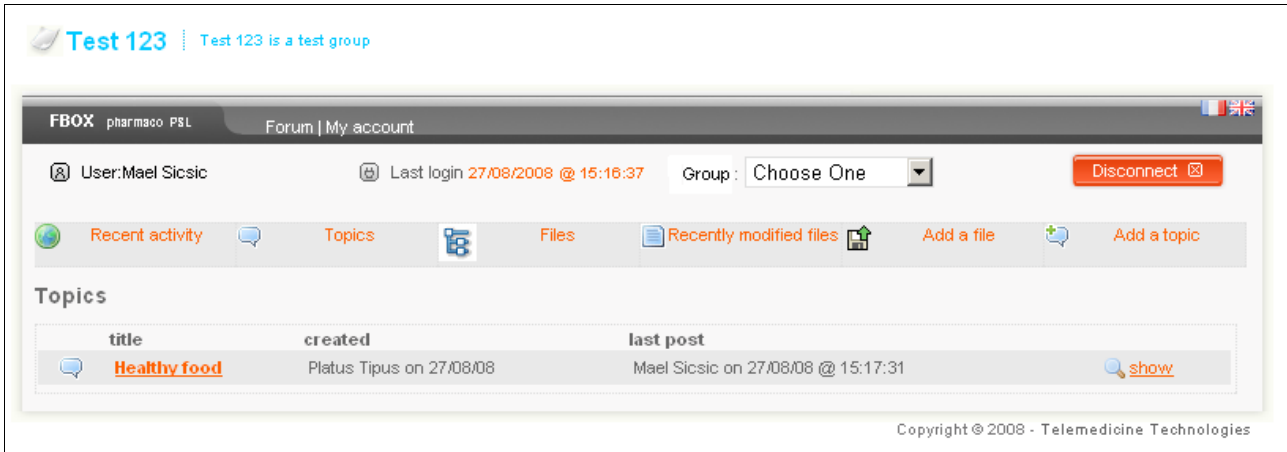 Test 123 Test 123 is a test group
FBOX pharmaco PSL Forum | My account
User:Mael Sicsic Last login 27/08/2008 @ 15:16:37 Group : Choose One Disconnect
Recent activity Topics Files Recently modified files Add a file Add a topic
Topics
title created last post
Healthy food Platus Tipus on 27/08/08 Mael Sicsic on 27/08/08 @ 15:17:31 show
Copyright © 2008 - Telemedicine Technologies